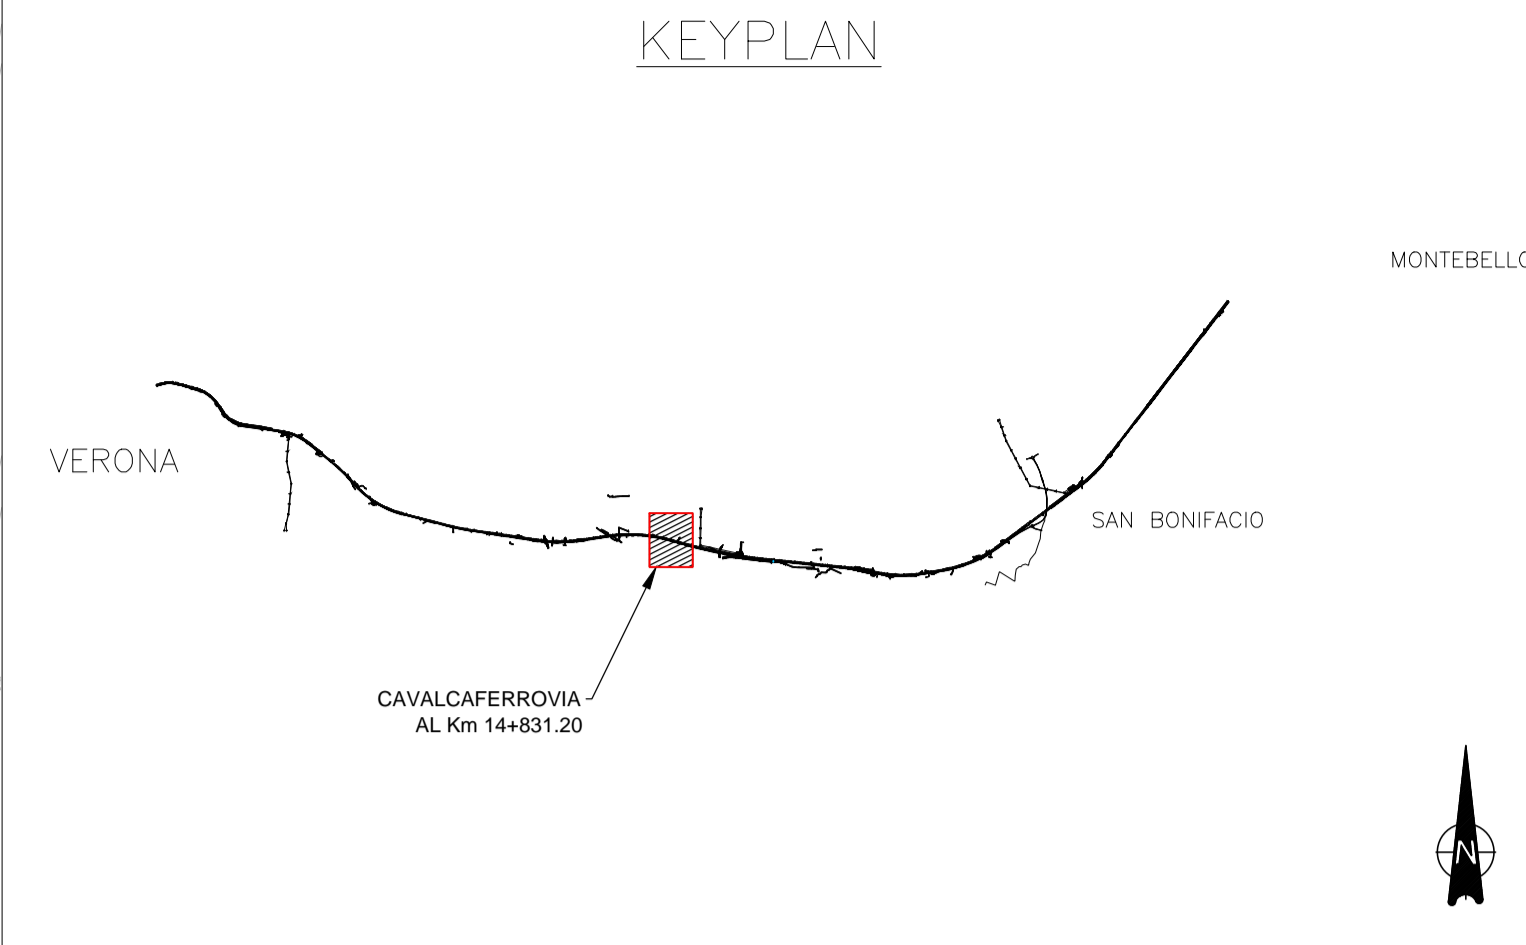 KEYPLAN
MONTEBELLO
VERONA
SAN BONIFACIO
CAVALCAFERROVIA
AL Km 14+831.20
N